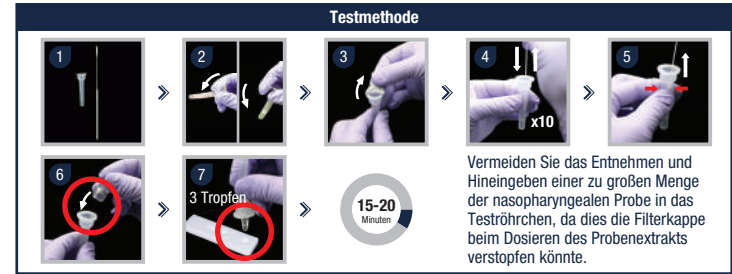 Testmethode
1
2
3
4
5
x10
6
7
3 Tropfen
15-20
Minuten
Vermeiden Sie das Entnehmen und
Hineingeben einer zu großen Menge
der nasopharyngealen Probe in das
Teströhrchen, da dies die Filterkappe
beim Dosieren des Probenextrakts
verstopfen könnte.